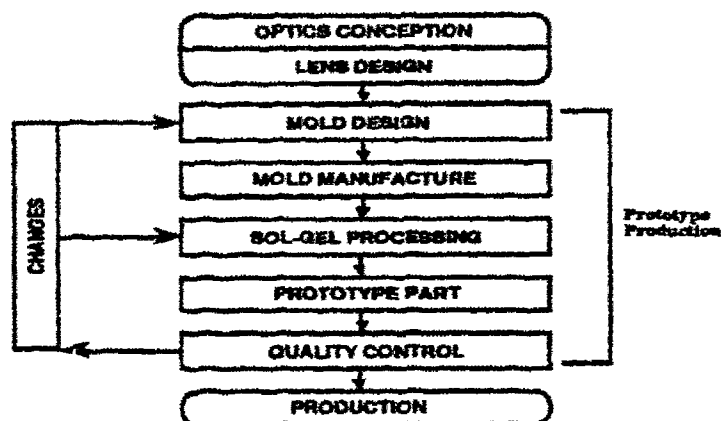 OPTICS CONCEPTION
LENS DESIGN
MOLD DESIGN
MOLD MANUFACTURE
SOL-GEL PROCESSING
PROTOTYPE PART
QUALITY CONTROL
PRODUCTION
CHANGES
Prototype
Production